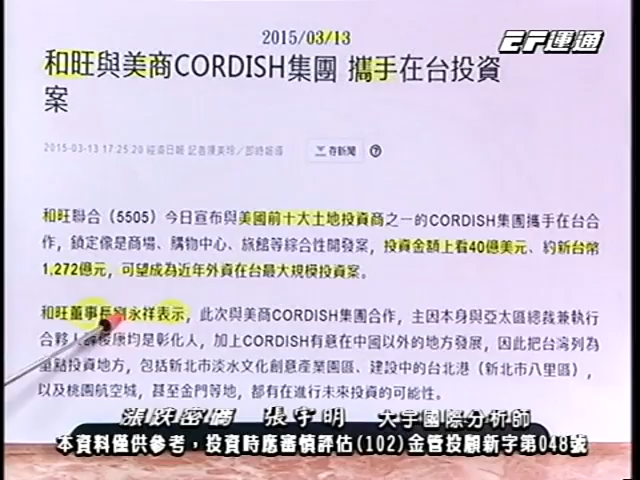 2015/03/13
EF運通
和旺與美商CORDISH集團 攜手在台投資
案
2015-03-13 17:25:20 經濟日報 記者陳美珍／即時報導
存新聞
和旺聯合（5505）今日宣布與美國前十大土地投資商之一的CORDISH集團攜手在台合
作，鎖定像是商場、購物中心、旅館等綜合性開發案，投資金額上看40億美元、約新台幣
1,272億元，可望成為近年外資在台最大規模投資案。
和旺董事長劉永祥表示，此次與美商CORDISH集團合作，主因本身與亞太區總裁兼執行
合夥人 康均是彰化人，加上CORDISH有意在中國以外的地方發展，因此把台灣列為
重點投資地方，包括新北市淡水文化創意產業園區、建設中的台北港（新北市八里區），
以及桃園航空城，甚至金門等地，都有在進行未來投資的可能性。
漲跌密碼 張宇明 大宇國際分析師
本資料僅供參考，投資時應審慎評估(102)金管投顧新字第048號